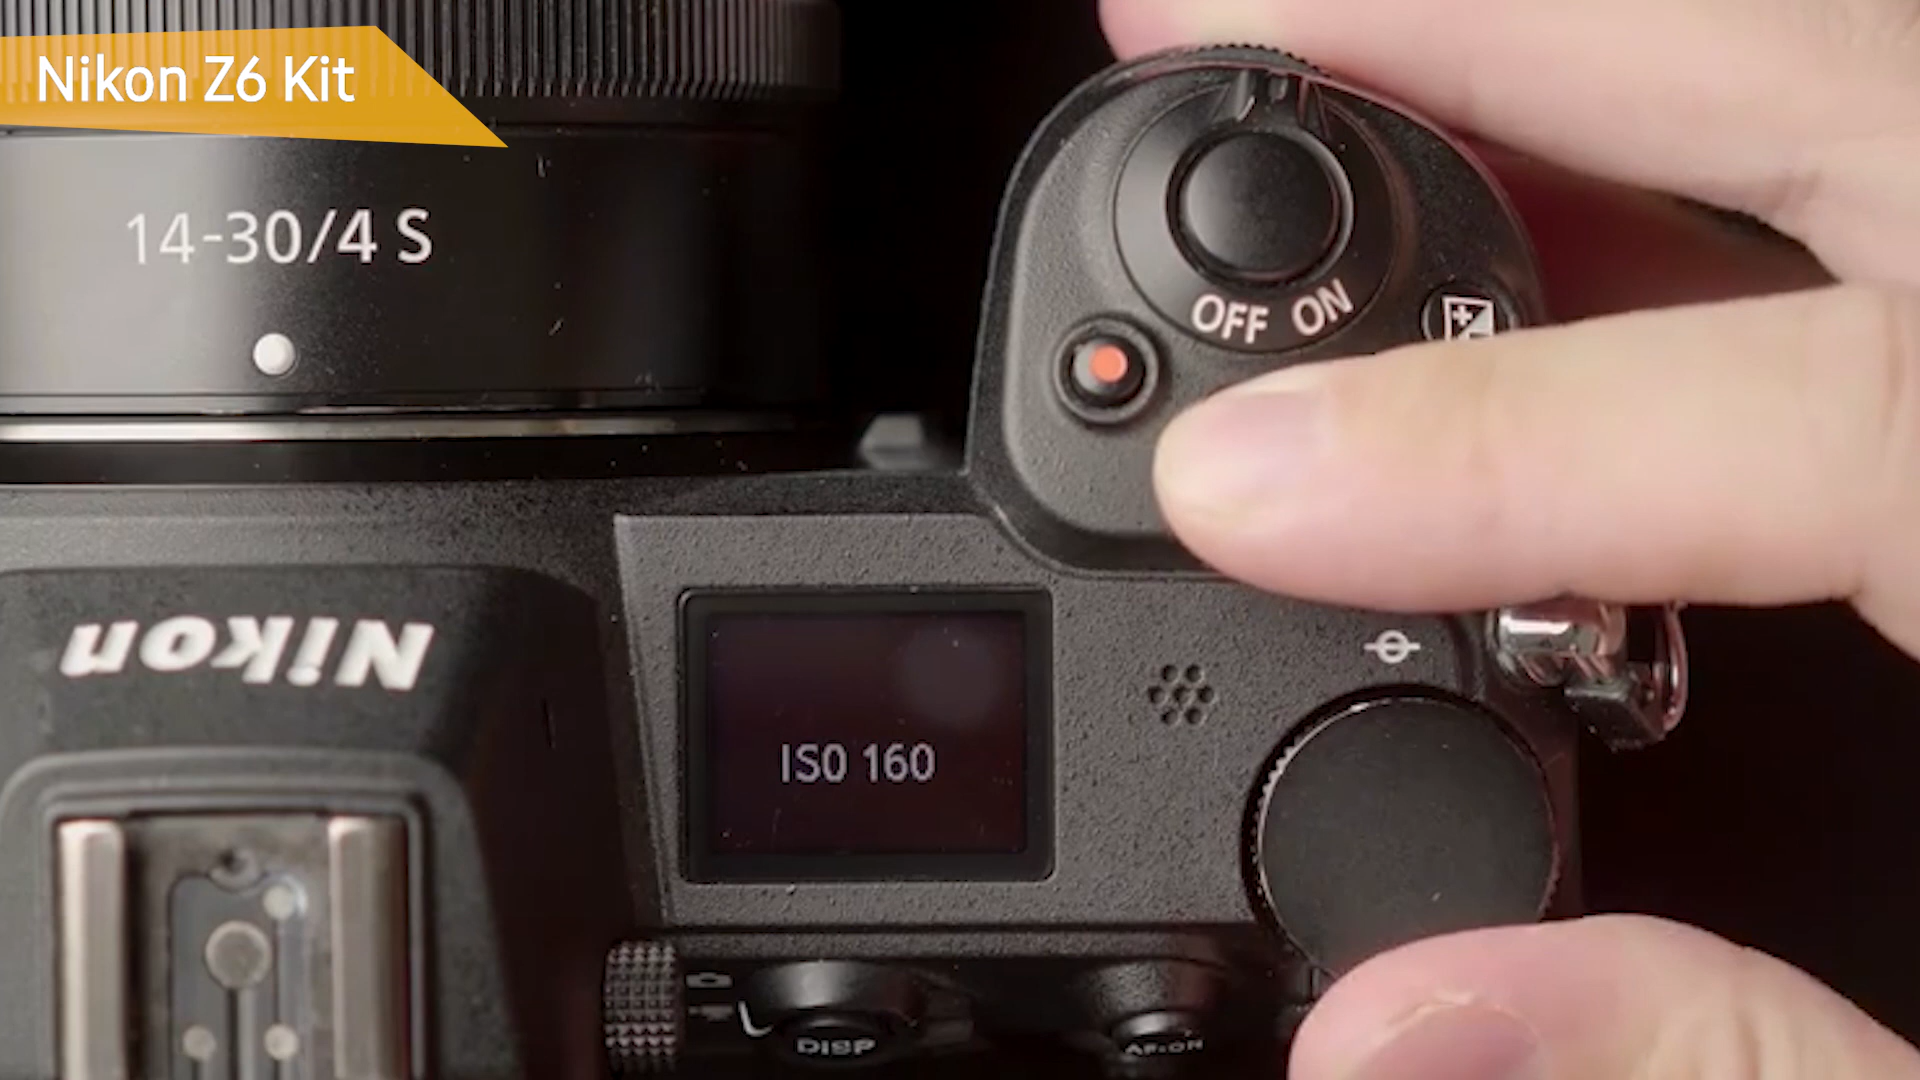 Nikon Z6 Kit
14-30/4 S
OFF ON
Nikon
ISO 160
DISP
AF-ON